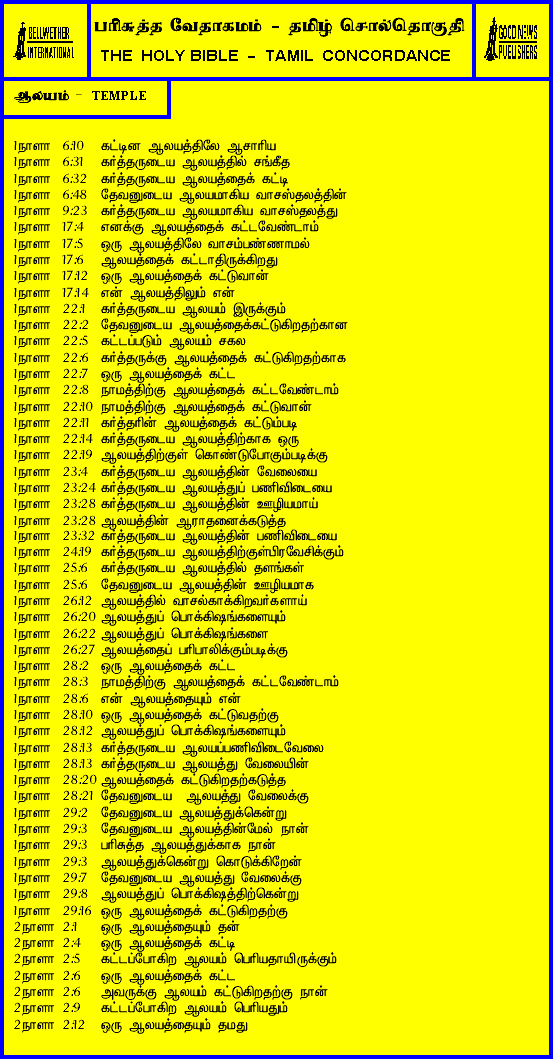 BELLWETHER
INTERNATIONAL
பரிசுத்த வேதாகமம் - தமிழ் சொல்தொகுதி
THE HOLY BIBLE - TAMIL CONCORDANCE
GOOD NEWS
PUBLISHERS
ஆலயம் - TEMPLE
1நாளா 6:10 கட்டின ஆலயத்திலே ஆசாரிய
1நாளா 6:31 கர்த்தருடைய ஆலயத்தில் சங்கீத
1நாளா 6:32 கர்த்தருடைய ஆலயத்தைக் கட்டி
1நாளா 6:48 தேவனுடைய ஆலயமாகிய வாசஸ்தலத்தின்
1நாளா 9:23 கர்த்தருடைய ஆலயமாகிய வாசஸ்தலத்து
1நாளா 17:4 எனக்கு ஆலயத்தைக் கட்டவேண்டாம்
1நாளா 17:5 ஒரு ஆலயத்திலே வாசம்பண்ணாமல்
1நாளா 17:6 ஆலயத்தைக் கட்டாதிருக்கிறது
1நாளா 17:12 ஒரு ஆலயத்தைக் கட்டுவான்
1நாளா 17:14 என் ஆலயத்திலும் என்
1நாளா 22:1 கர்த்தருடைய ஆலயம் இருக்கும்
1நாளா 22:2 தேவனுடைய ஆலயத்தைக்கட்டுகிறதற்கான
1நாளா 22:5 கட்டப்படும் ஆலயம் சகல
1நாளா 22:6 கர்த்தருக்கு ஆலயத்தைக் கட்டுகிறதற்காக
1நாளா 22:7 ஒரு ஆலயத்தைக் கட்ட
1நாளா 22:8 நாமத்திற்கு ஆலயத்தைக் கட்டவேண்டாம்
1நாளா 22:10 நாமத்திற்கு ஆலயத்தைக் கட்டுவான்
1நாளா 22:11 கர்த்தரின் ஆலயத்தைக் கட்டும்படி
1நாளா 22:14 கர்த்தருடைய ஆலயத்திற்காக ஒரு
1நாளா 22:19 ஆலயத்திற்குள் கொண்டுபோகும்படிக்கு
1நாளா 23:4 கர்த்தருடைய ஆலயத்தின் வேலையை
1நாளா 23:24 கர்த்தருடைய ஆலயத்துப் பணிவிடையை
1நாளா 23:28 கர்த்தருடைய ஆலயத்தின் ஊழியமாய்
1நாளா 23:28 ஆலயத்தின் ஆராதனைக்கடுத்த
1நாளா 23:32 கர்த்தருடைய ஆலயத்தின் பணிவிடையை
1நாளா 24:19 கர்த்தருடைய ஆலயத்திற்குள்பிரவேசிக்கும்
1நாளா 25:6 கர்த்தருடைய ஆலயத்தில் தளங்கள்
1நாளா 25:6 தேவனுடைய ஆலயத்தின் ஊழியமாக
1நாளா 26:12 ஆலயத்தில் வாசல்காக்கிறவர்களாய்
1நாளா 26:20 ஆலயத்துப் பொக்கிஷங்களையும்
1நாளா 26:22 ஆலயத்துப் பொக்கிஷங்களை
1நாளா 26:27 ஆலயத்தைப் பரிபாலிக்கும்படிக்கு
1நாளா 28:2 ஒரு ஆலயத்தைக் கட்ட
1நாளா 28:3 நாமத்திற்கு ஆலயத்தைக் கட்டவேண்டாம்
1நாளா 28:6 என் ஆலயத்தையும் என்
1நாளா 28:10 ஒரு ஆலயத்தைக் கட்டுவதற்கு
1நாளா 28:12 ஆலயத்துப் பொக்கிஷங்களையும்
1நாளா 28:13 கர்த்தருடைய ஆலயப்பணிவிடைவேலை
1நாளா 28:13 கர்த்தருடைய ஆலயத்து வேலையின்
1நாளா 28:20 ஆலயத்தைக் கட்டுகிறதற்கடுத்த
1நாளா 28:21 தேவனுடைய ஆலயத்து வேலைக்கு
1நாளா 29:2 தேவனுடைய ஆலயத்துக்கென்று
1நாளா 29:3 தேவனுடைய ஆலயத்தின்மேல் நான்
1நாளா 29:3 பரிசுத்த ஆலயத்துக்காக நான்
1நாளா 29:3 ஆலயத்துக்கென்று கொடுக்கிறேன்
1நாளா 29:7 தேவனுடைய ஆலயத்து வேலைக்கு
1நாளா 29:8 ஆலயத்துப் பொக்கிஷத்திற்கென்று
1நாளா 29:16 ஒரு ஆலயத்தைக் கட்டுகிறதற்கு
2நாளா 2:1 ஒரு ஆலயத்தையும் தன்
2நாளா 2:4 ஒரு ஆலயத்தைக் கட்டி
2நாளா 2:5 கட்டப்போகிற ஆலயம் பெரியதாயிருக்கும்
2நாளா 2:6 ஒரு ஆலயத்தைக் கட்ட
2நாளா 2:6 அவருக்கு ஆலயம் கட்டுகிறதற்கு நான்
2நாளா 2:9 கட்டப்போகிற ஆலயம் பெரியதும்
2நாளா 2:12 ஒரு ஆலயத்தையும் தமது